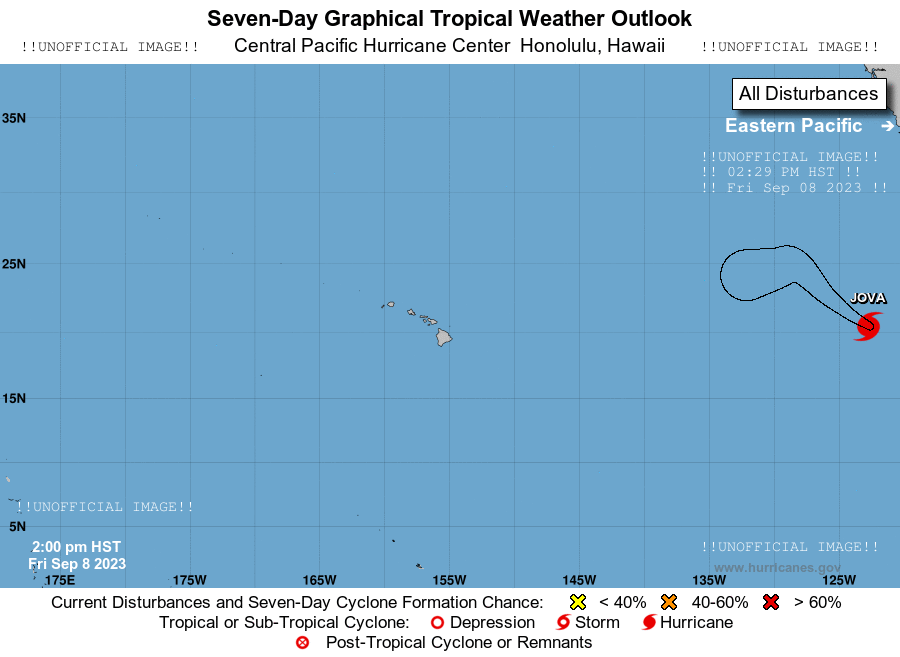 Seven-Day Graphical Tropical Weather Outlook
!!UNOFFICIAL IMAGE!! Central Pacific Hurricane Center Honolulu, Hawaii !!UNOFFICIAL IMAGE!!
All Disturbances
35N
Eastern Pacific →
!!UNOFFICIAL IMAGE!!
!! 02:29 PM HST !!
!! Fri Sep 08 2023 !!
25N
JOVA
15N
!!UNOFFICIAL IMAGE!!
5N
2:00 pm HST
Fri Sep 8 2023
!!UNOFFICIAL IMAGE!!
www.hurricanes.gov
175E 175W 165W 155W 145W 135W 125W
Current Disturbances and Seven-Day Cyclone Formation Chance: < 40% 40-60% > 60%
Tropical or Sub-Tropical Cyclone: Depression Storm Hurricane
Post-Tropical Cyclone or Remnants